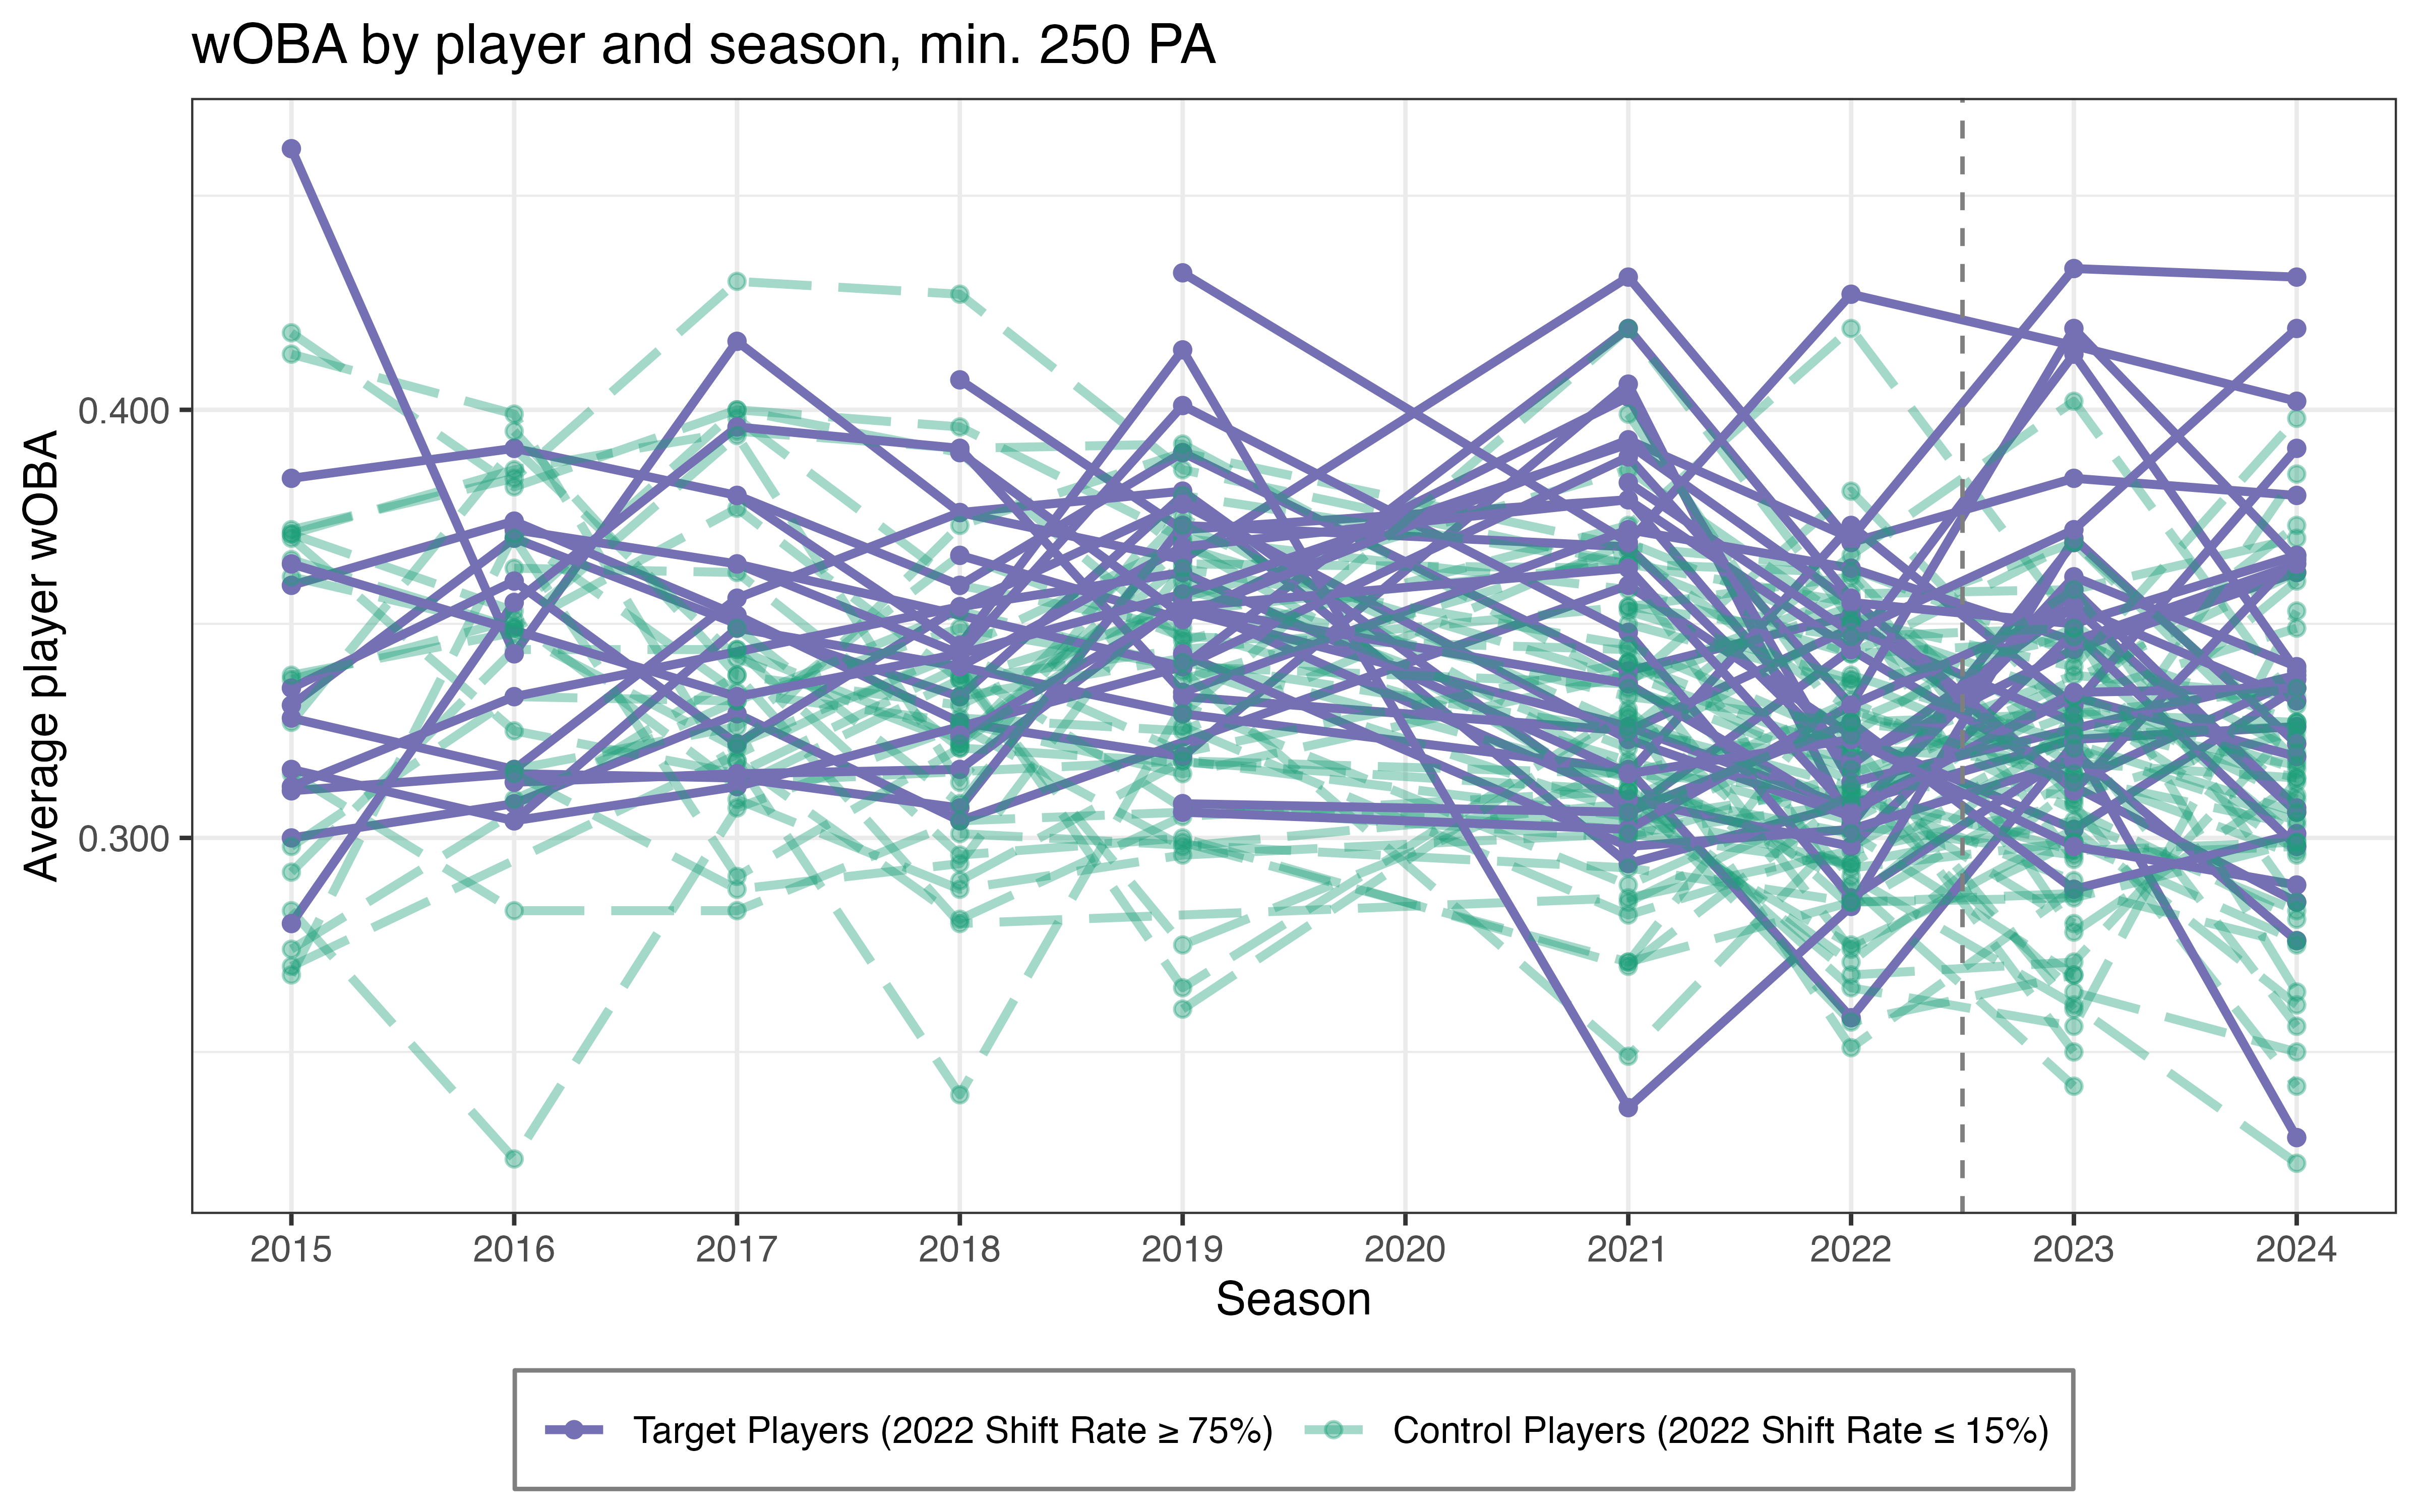 wOBA by player and season, min. 250 PA
Average player wOBA
0.400
0.300
2015 2016 2017 2018 2019 2020 2021 2022 2023 2024
Season
Target Players (2022 Shift Rate ≥ 75%) Control Players (2022 Shift Rate ≤ 15%)